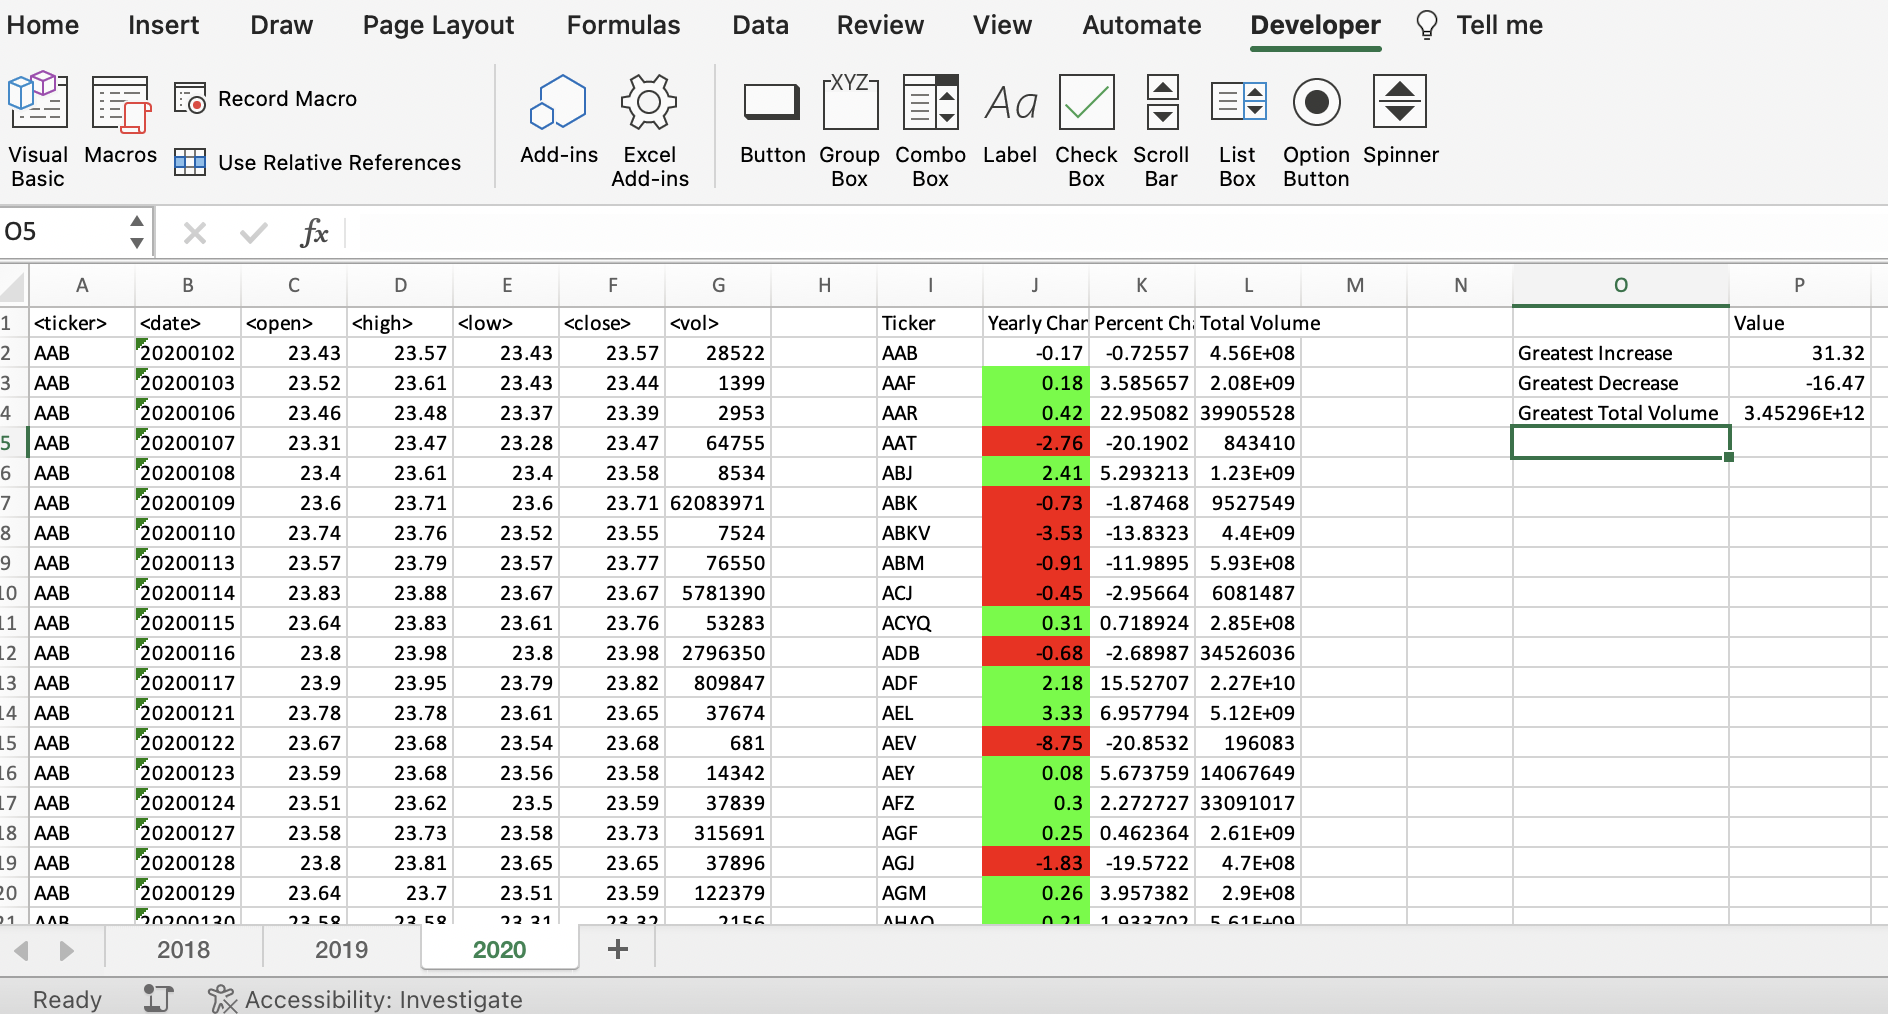 Home Insert Draw Page Layout Formulas Data Review View Automate Developer Tell me
Visual Basic Macros Record Macro Use Relative References Add-ins Excel Add-ins Button XYZ Group Box Combo Box Aa Label Check Box Scroll Bar List Box Option Button Spinner
O5 fx
A B C D E F G H I J K L M N O P
1 <ticker> <date> <open> <high> <low> <close> <vol> Ticker Yearly Char Percent Ch Total Volume Value
2 AAB 20200102 23.43 23.57 23.43 23.57 28522 AAB -0.17 -0.72557 4.56E+08 Greatest Increase 31.32
3 AAB 20200103 23.52 23.61 23.43 23.44 1399 AAF 0.18 3.585657 2.08E+09 Greatest Decrease -16.47
4 AAB 20200106 23.46 23.48 23.37 23.39 2953 AAR 0.42 22.95082 39905528 Greatest Total Volume 3.45296E+12
5 AAB 20200107 23.31 23.47 23.28 23.47 64755 AAT -2.76 -20.1902 843410
6 AAB 20200108 23.4 23.61 23.4 23.58 8534 ABJ 2.41 5.293213 1.23E+09
7 AAB 20200109 23.6 23.71 23.6 23.71 62083971 ABK -0.73 -1.87468 9527549
8 AAB 20200110 23.74 23.76 23.52 23.55 7524 ABKV -3.53 -13.8323 4.4E+09
9 AAB 20200113 23.57 23.79 23.57 23.77 76550 ABM -0.91 -11.9895 5.93E+08
10 AAB 20200114 23.83 23.88 23.67 23.67 5781390 ACJ -0.45 -2.95664 6081487
11 AAB 20200115 23.64 23.83 23.61 23.76 53283 ACYQ 0.31 0.718924 2.85E+08
12 AAB 20200116 23.8 23.98 23.8 23.98 2796350 ADB -0.68 -2.68987 34526036
13 AAB 20200117 23.9 23.95 23.79 23.82 809847 ADF 2.18 15.52707 2.27E+10
14 AAB 20200121 23.78 23.78 23.61 23.65 37674 AEL 3.33 6.957794 5.12E+09
15 AAB 20200122 23.67 23.68 23.54 23.68 681 AEV -8.75 -20.8532 196083
16 AAB 20200123 23.59 23.68 23.56 23.58 14342 AEY 0.08 5.673759 14067649
17 AAB 20200124 23.51 23.62 23.5 23.59 37839 AFZ 0.3 2.272727 33091017
18 AAB 20200127 23.58 23.73 23.58 23.73 315691 AGF 0.25 0.462364 2.61E+09
19 AAB 20200128 23.8 23.81 23.65 23.65 37896 AGJ -1.83 -19.5722 4.7E+08
20 AAB 20200129 23.64 23.7 23.51 23.59 122379 AGM 0.26 3.957382 2.9E+08
21 AAB 20200130 23.58 23.58 23.31 23.32 2156 AHAQ 0.21 1.933702 5.61E+09
2018 2019 2020 +
Ready Accessibility: Investigate